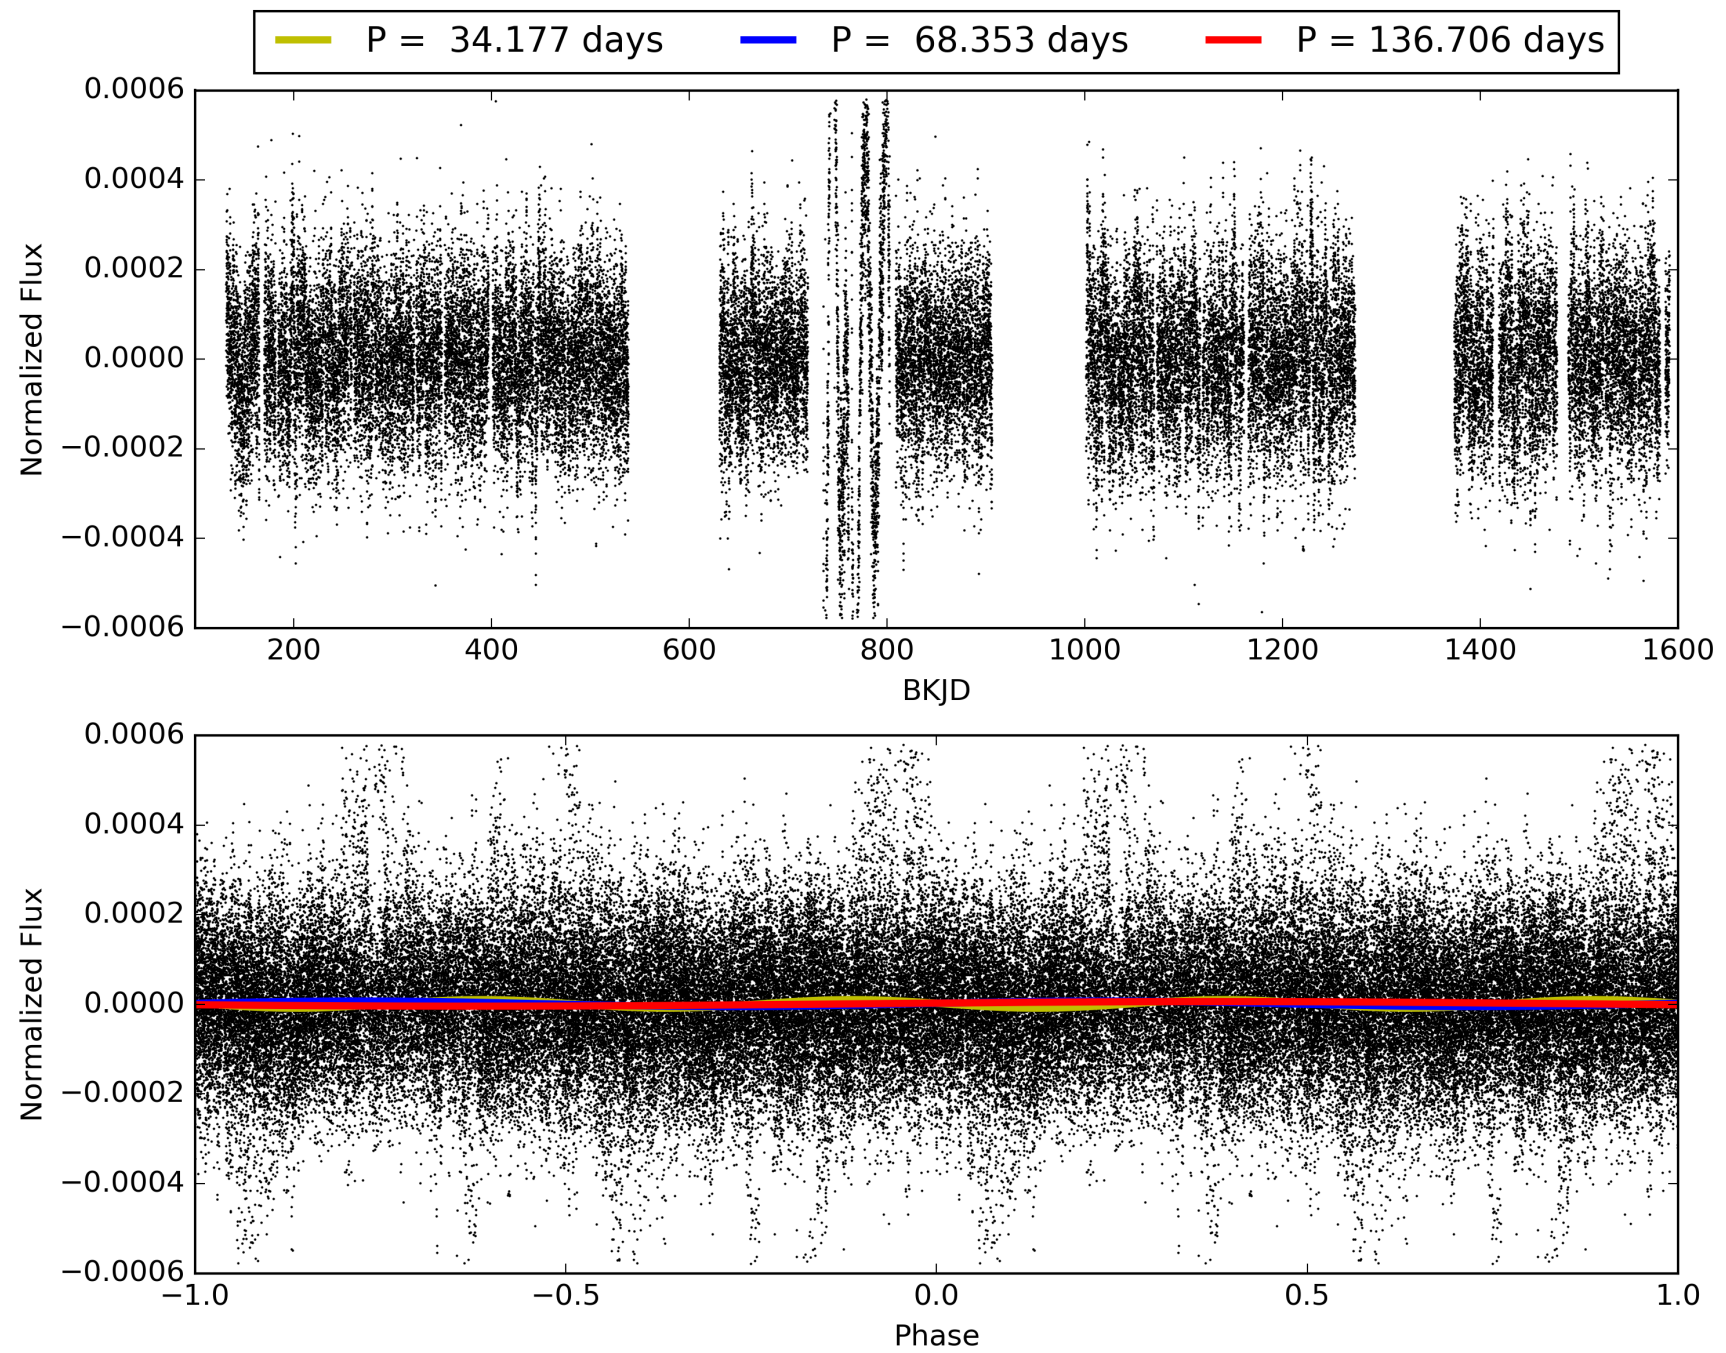 P = 34.177 days P = 68.353 days P = 136.706 days
0.0006
0.0004
0.0002
0.0000
−0.0002
−0.0004
−0.0006
Normalized Flux
200 400 600 800 1000 1200 1400 1600
BKJD
0.0006
0.0004
0.0002
0.0000
−0.0002
−0.0004
−0.0006
Normalized Flux
−1.0 −0.5 0.0 0.5 1.0
Phase